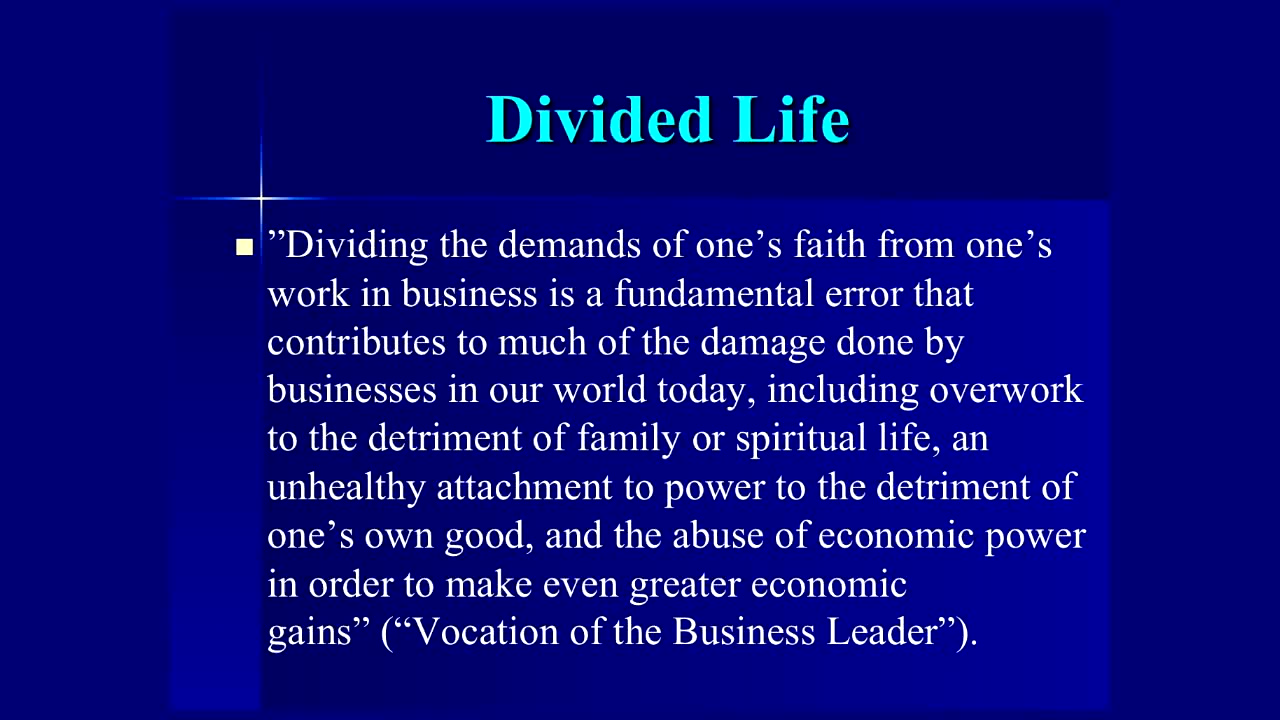 Divided Life
”Dividing the demands of one’s faith from one’s
work in business is a fundamental error that
contributes to much of the damage done by
businesses in our world today, including overwork
to the detriment of family or spiritual life, an
unhealthy attachment to power to the detriment of
one’s own good, and the abuse of economic power
in order to make even greater economic
gains” (“Vocation of the Business Leader”).